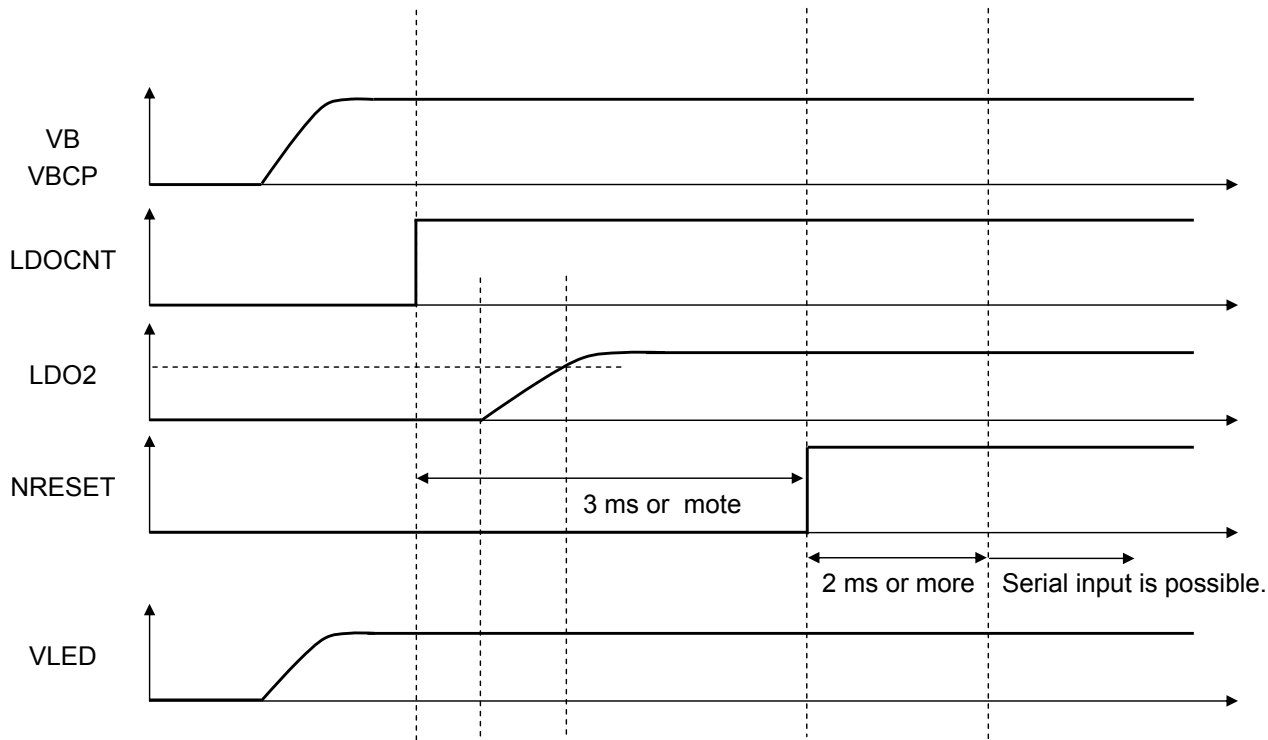 VB
VBCP
LDOCNT
LDO2
NRESET
3 ms or mote
2 ms or more
Serial input is possible.
VLED